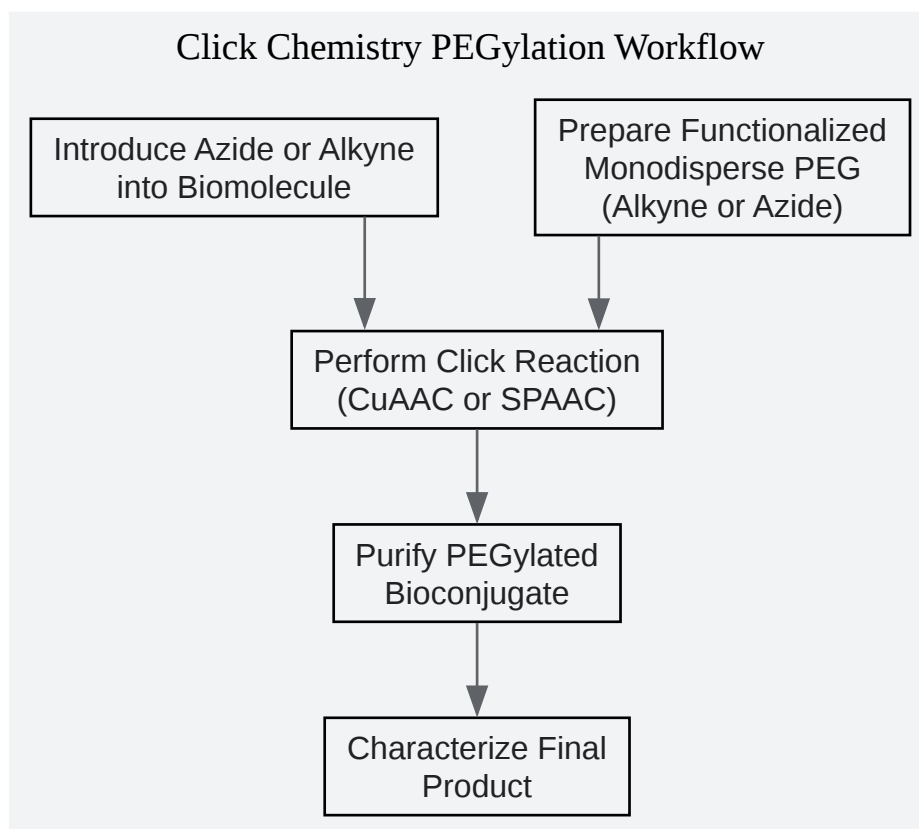 Click Chemistry PEGylation Workflow
Introduce Azide or Alkyne
into Biomolecule
Prepare Functionalized
Monodisperse PEG
(Alkyne or Azide)
Perform Click Reaction
(CuAAC or SPAAC)
Purify PEGylated
Bioconjugate
Characterize Final
Product